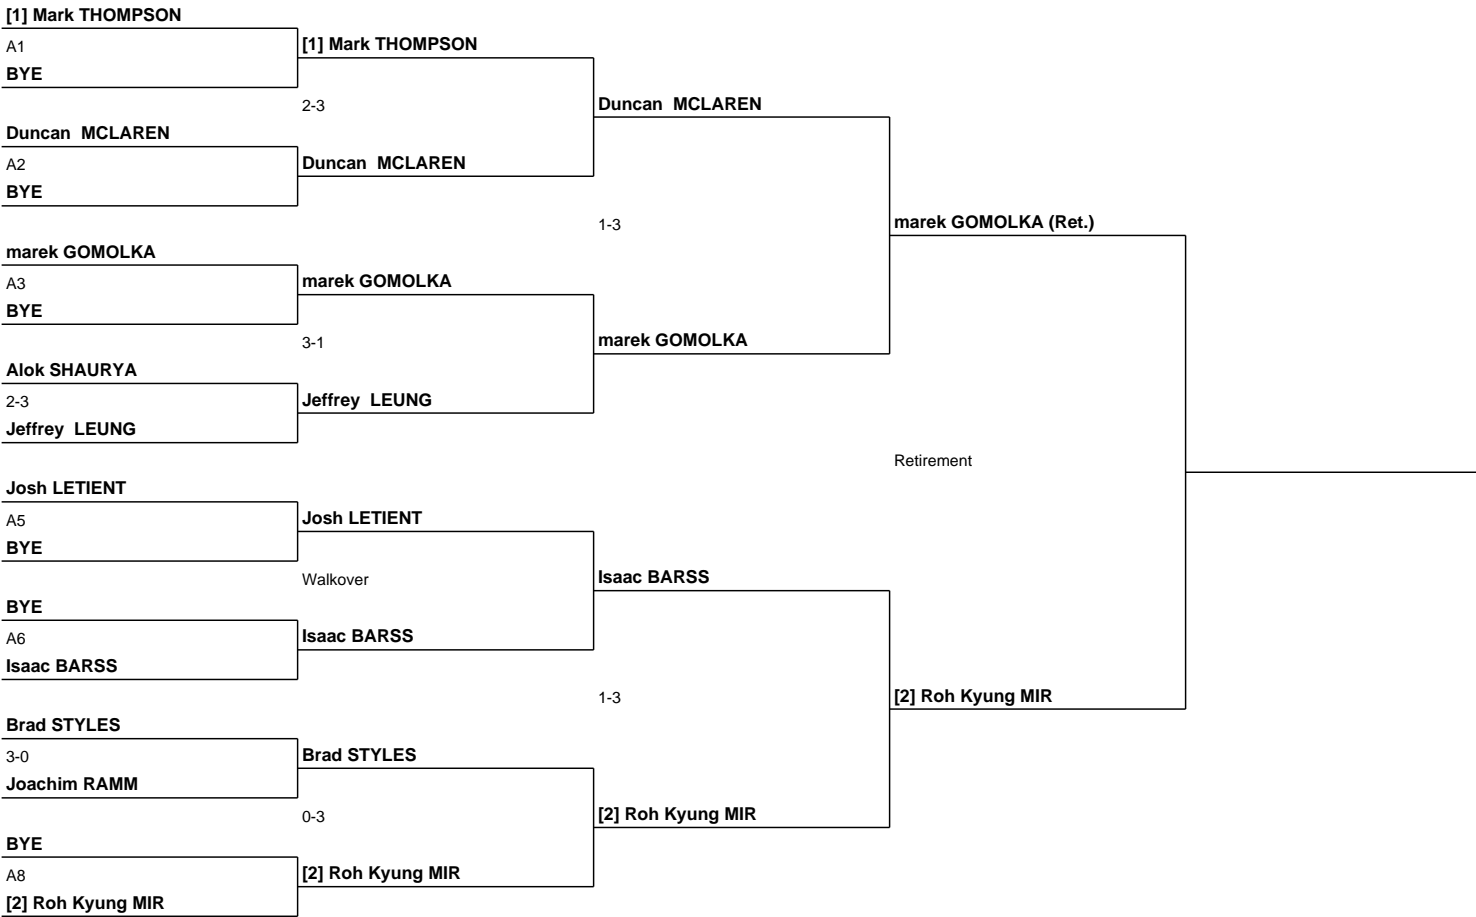 [1] Mark THOMPSON
A1
BYE
Duncan  MCLAREN
A2
BYE
marek GOMOLKA
A3
BYE
Alok SHAURYA
2-3
Jeffrey  LEUNG
Josh LETIENT
A5
BYE
BYE
A6
Isaac BARSS
Brad STYLES
3-0
Joachim RAMM
BYE
A8
[2] Roh Kyung MIR
[1] Mark THOMPSON
2-3
Duncan  MCLAREN
marek GOMOLKA
3-1
Jeffrey  LEUNG
Josh LETIENT
Walkover
Isaac BARSS
Brad STYLES
0-3
[2] Roh Kyung MIR
Duncan  MCLAREN
1-3
marek GOMOLKA
Isaac BARSS
1-3
[2] Roh Kyung MIR
marek GOMOLKA (Ret.)
Retirement
[2] Roh Kyung MIR